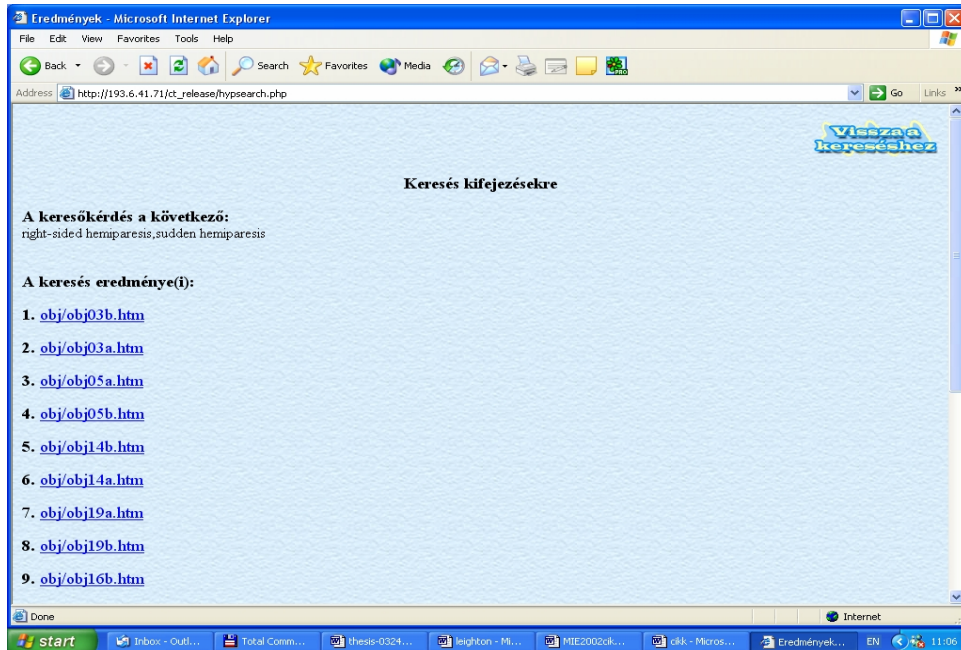 Eredmények - Microsoft Internet Explorer
File Edit View Favorites Tools Help
Back Search Favorites Media
Address http://193.6.41.71/ct_release/hypsearch.php Go Links »
Vissza a
kereséshez
Keresés kifejezésekre
A keresőkérdés a következő:
right-sided hemiparesis,sudden hemiparesis
A keresés eredménye(i):
1. obj/obj03b.htm
2. obj/obj03a.htm
3. obj/obj05a.htm
4. obj/obj05b.htm
5. obj/obj14b.htm
6. obj/obj14a.htm
7. obj/obj19a.htm
8. obj/obj19b.htm
9. obj/obj16b.htm
Done Internet
start Inbox - Outl... Total Comm... thesis-0324... leighton - Mi... MIE2002cik... cikk - Micros... Eredmények... EN 11:06